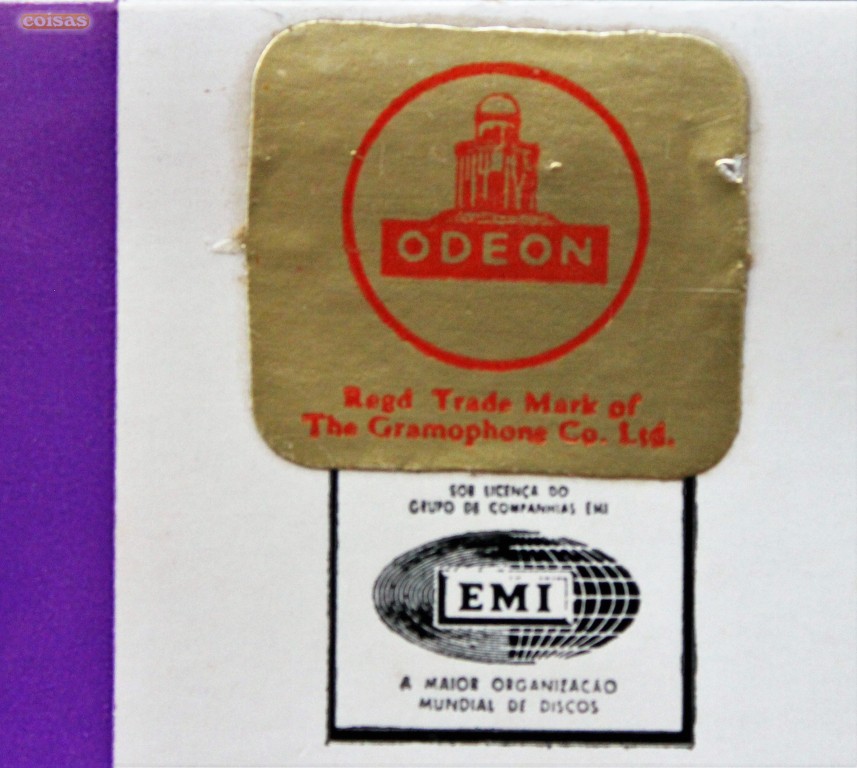 coisas
ODEON
Regd Trade Mark of
The Gramophone Co. Ltd.
SOB LICENÇA DO
GRUPO DE COMPANHIAS EMI
EMI
A MAIOR ORGANIZACÃO
MUNDIAL DE DISCOS